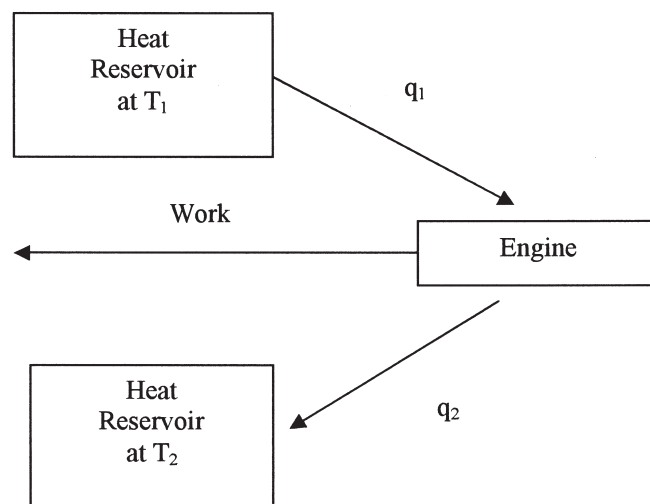 Heat
Reservoir
at T₁
q₁
Work
Engine
Heat
Reservoir
at T₂
q₂